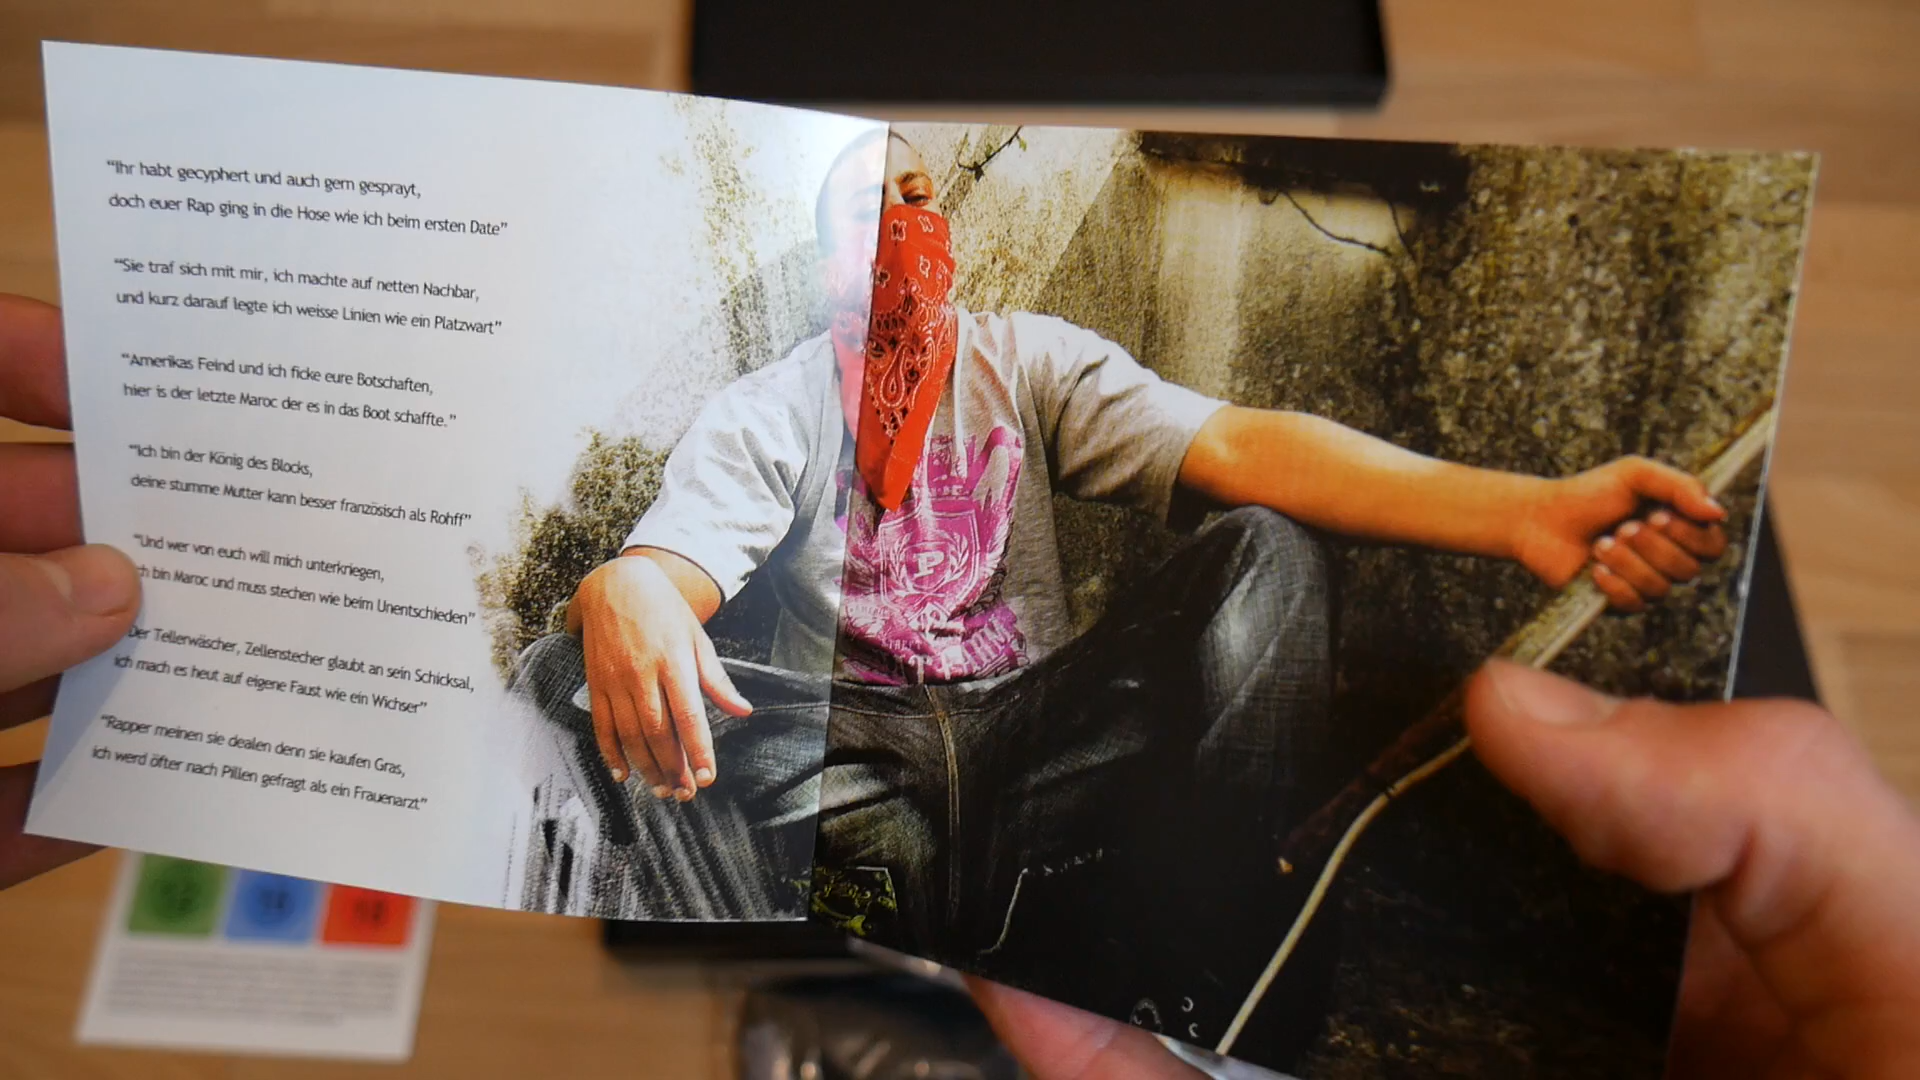 “Ihr habt gecyphert und auch gern gesprayt,
doch euer Rap ging in die Hose wie ich beim ersten Date”
“Sie traf sich mit mir, ich machte auf netten Nachbar,
und kurz darauf legte ich weisse Linien wie ein Platzwart”
“Amerikas Feind und ich ficke eure Botschaften,
hier is der letzte Maroc der es in das Boot schaffte.”
“Ich bin der König des Blocks,
deine stumme Mutter kann besser französisch als Rohff”
“Und wer von euch will mich unterkriegen,
ch bin Maroc und muss stechen wie beim Unentschieden”
Der Tellerwäscher, Zellenstecher glaubt an sein Schicksal,
ich mach es heut auf eigene Faust wie ein Wichser”
“Rapper meinen sie dealen denn sie kaufen Gras,
ich werd öfter nach Pillen gefragt als ein Frauenarzt”
P